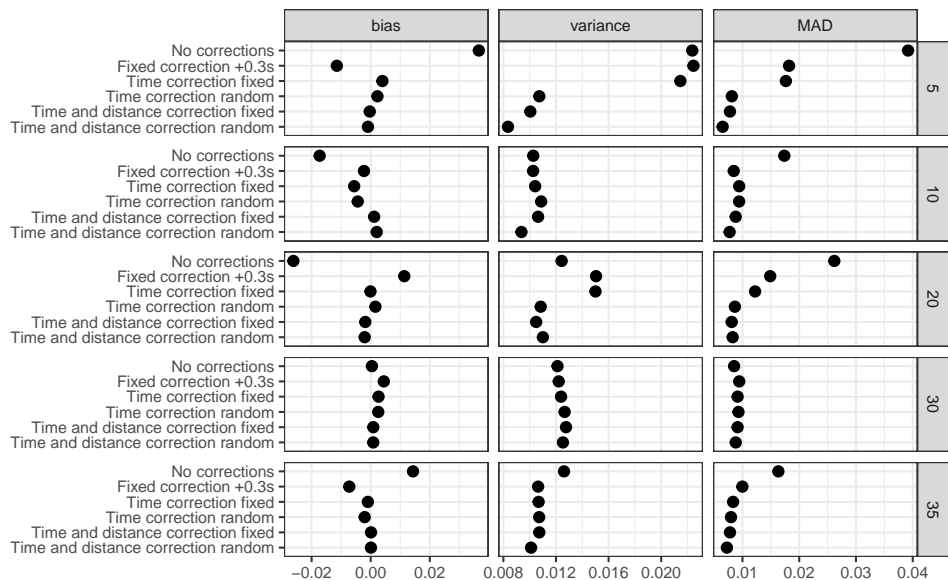 bias variance MAD
No corrections
Fixed correction +0.3s
Time correction fixed
Time correction random
Time and distance correction fixed
Time and distance correction random
5
No corrections
Fixed correction +0.3s
Time correction fixed
Time correction random
Time and distance correction fixed
Time and distance correction random
10
No corrections
Fixed correction +0.3s
Time correction fixed
Time correction random
Time and distance correction fixed
Time and distance correction random
20
No corrections
Fixed correction +0.3s
Time correction fixed
Time correction random
Time and distance correction fixed
Time and distance correction random
30
No corrections
Fixed correction +0.3s
Time correction fixed
Time correction random
Time and distance correction fixed
Time and distance correction random
35
−0.02 0.00 0.02 0.008 0.012 0.016 0.020 0.01 0.02 0.03 0.04